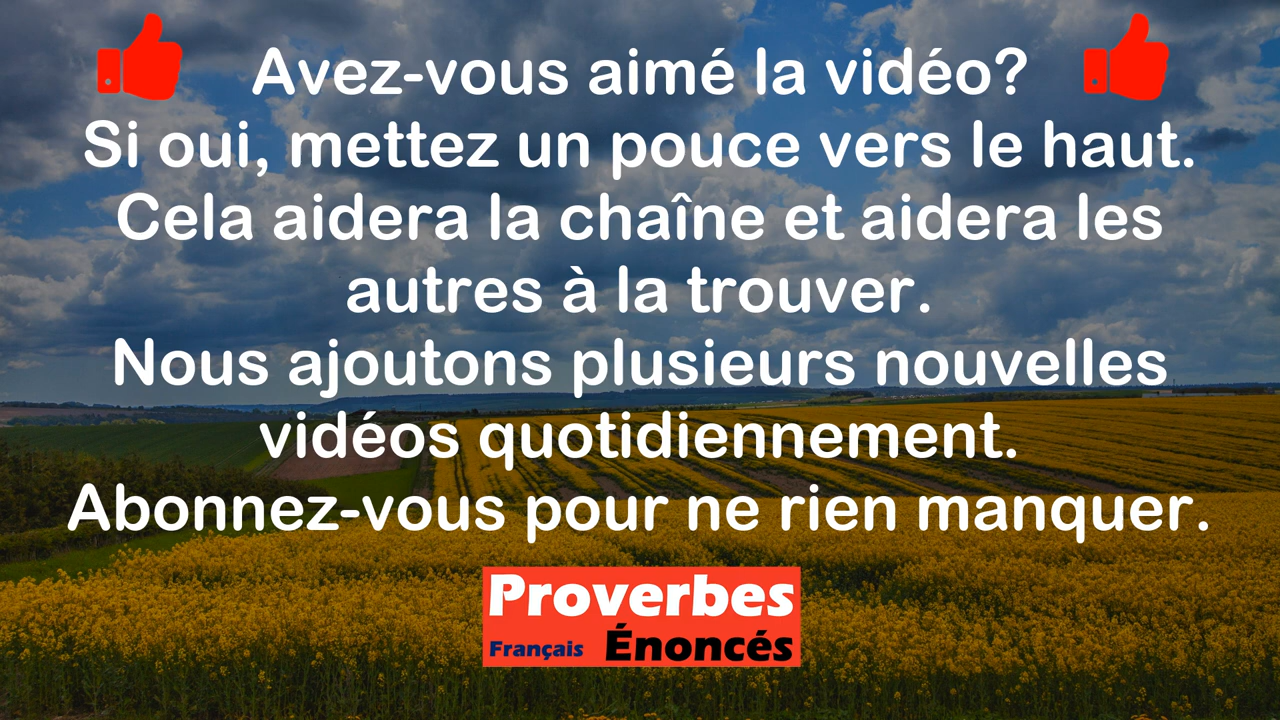 Avez-vous aimé la vidéo?
Si oui, mettez un pouce vers le haut.
Cela aidera la chaîne et aidera les
autres à la trouver.
Nous ajoutons plusieurs nouvelles
vidéos quotidiennement.
Abonnez-vous pour ne rien manquer.
Proverbes
Français Énoncés